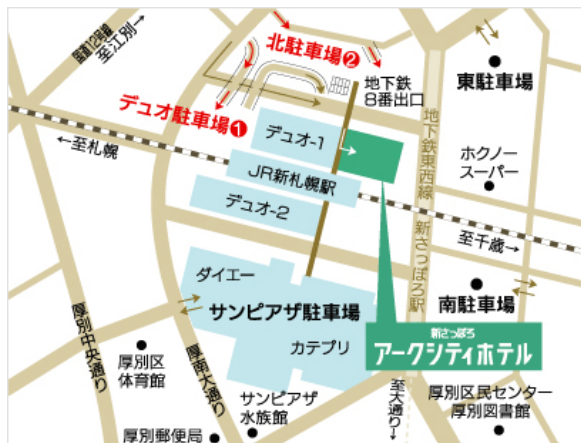 国道12号線
至江別
北駐車場②
デュオ駐車場①
地下鉄
8番出口
東駐車場
←至札幌
デュオ-1
地下鉄東西線
ホクノー
スーパー
JR新札幌駅
デュオ-2
至千歳→
新さっぽろ駅
ダイエー
サンピアザ駐車場
南駐車場
カテプリ
新さっぽろ
アークシティホテル
厚別中央通り
厚別区
体育館
厚南大通り
サンピアザ
水族館
至大通り→
厚別区民センター
厚別図書館
厚別郵便局